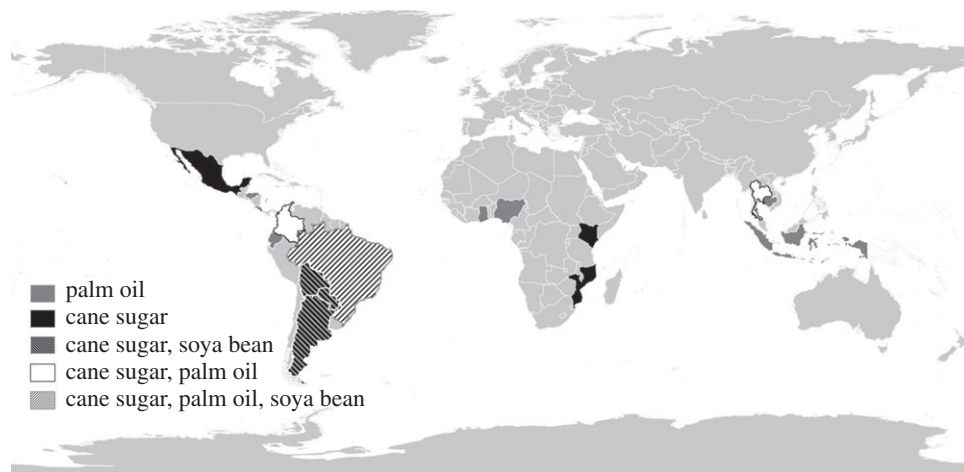 palm oil
cane sugar
cane sugar, soya bean
cane sugar, palm oil
cane sugar, palm oil, soya bean